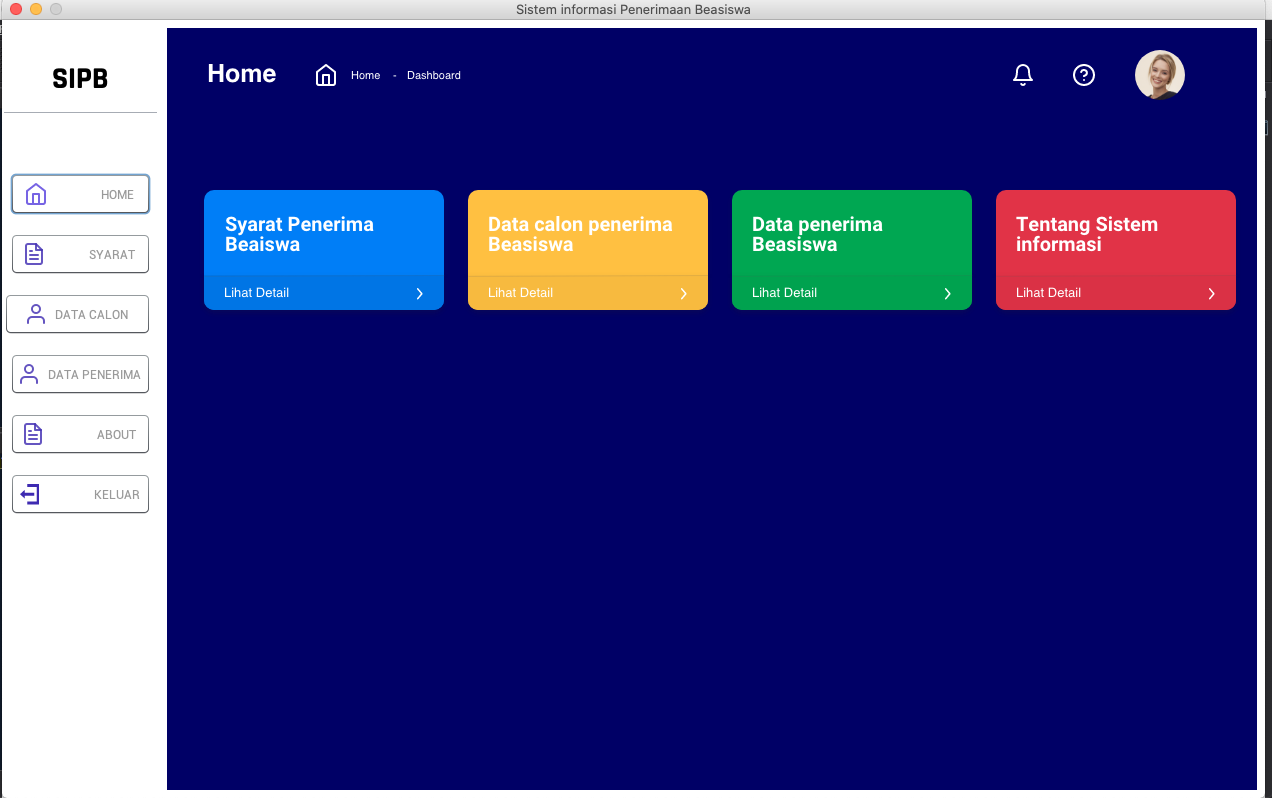 Sistem informasi Penerimaan Beasiswa
SIPB
HOME
SYARAT
DATA CALON
DATA PENERIMA
ABOUT
KELUAR
Home
Home - Dashboard
Syarat Penerima
Beaiswa
Lihat Detail
Data calon penerima
Beasiswa
Lihat Detail
Data penerima
Beasiswa
Lihat Detail
Tentang Sistem
informasi
Lihat Detail